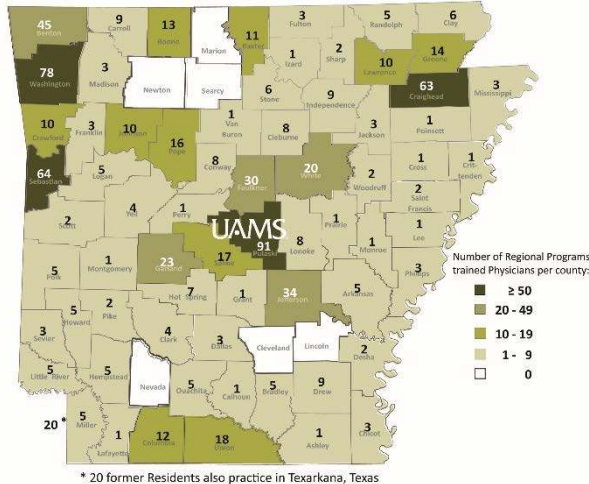 45
Benton
9
Carroll
13
Boone
Marion
11
Baxter
3
Fulton
5
Randolph
6
Clay
78
Washington
3
Madison
Newton
Searcy
1
Izard
2
Sharp
10
Lawrence
14
Greene
6
Stone
9
Independence
63
Craighead
3
Mississippi
10
Crawford
3
Franklin
10
Johnson
16
Pope
1
Van
Buren
8
Cleburne
3
Jackson
1
Poinsett
64
Sebastian
5
Logan
8
Conway
30
Faulkner
20
White
2
Woodruff
1
Cross
1
Crit-
tenden
2
Saint
Francis
2
Scott
4
Yell
1
Perry
UAMS
91
Pulaski
17
Saline
8
Lonoke
1
Prairie
1
Monroe
1
Lee
3
Phillips
5
Polk
1
Montgomery
23
Garland
7
Hot Spring
1
Grant
34
Jefferson
5
Arkansas
5
Howard
2
Pike
4
Clark
3
Dallas
Cleveland
Lincoln
2
Desha
3
Sevier
5
Little River
5
Hempstead
Nevada
5
Ouachita
1
Calhoun
5
Bradley
9
Drew
20 *
5
Miller
1
Lafayette
12
Columbia
18
Union
1
Ashley
3
Chicot
Number of Regional Programs
trained Physicians per county:
≥ 50
20 - 49
10 - 19
1 - 9
0
* 20 former Residents also practice in Texarkana, Texas